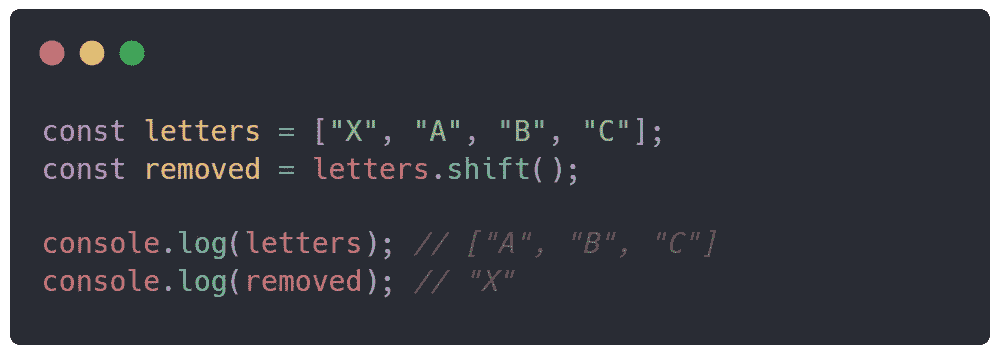 const letters = ["X", "A", "B", "C"];
const removed = letters.shift();
console.log(letters); // ["A", "B", "C"]
console.log(removed); // "X"